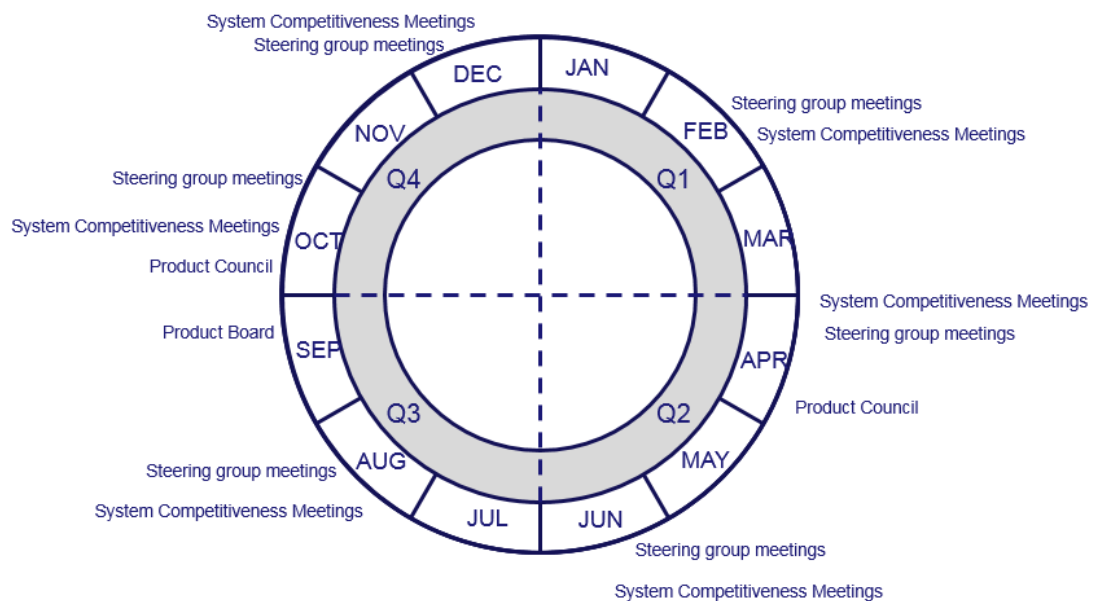 System Competitiveness Meetings
Steering group meetings
DEC
JAN
Steering group meetings
FEB
System Competitiveness Meetings
NOV
Q4
Q1
Steering group meetings
System Competitiveness Meetings
OCT
MAR
Product Council
System Competitiveness Meetings
Product Board
Steering group meetings
SEP
APR
Product Council
Q3
Q2
AUG
MAY
Steering group meetings
System Competitiveness Meetings
JUL
JUN
Steering group meetings
System Competitiveness Meetings